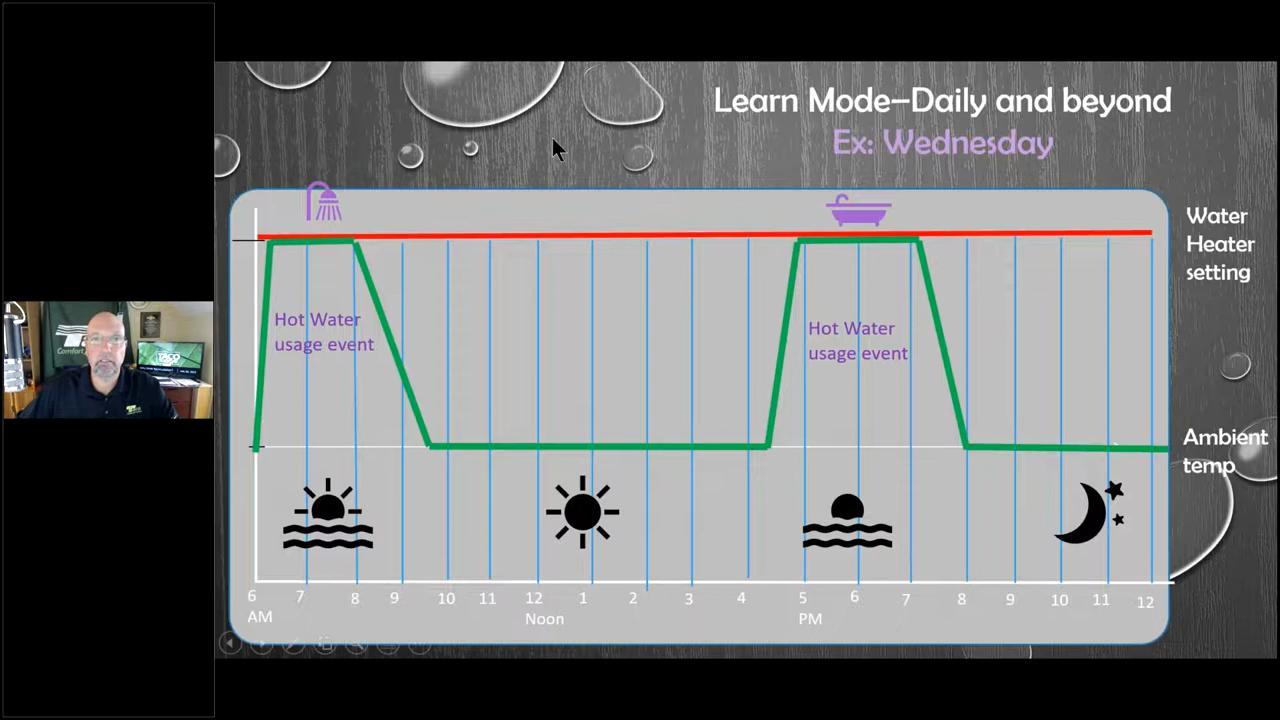 Learn Mode–Daily and beyond
Ex: Wednesday
Water
Heater
setting
Hot Water
usage event
Hot Water
usage event
Ambient
temp
6 7 8 9 10 11 12 1 2 3 4 5 6 7 8 9 10 11 12
AM Noon PM
TACO